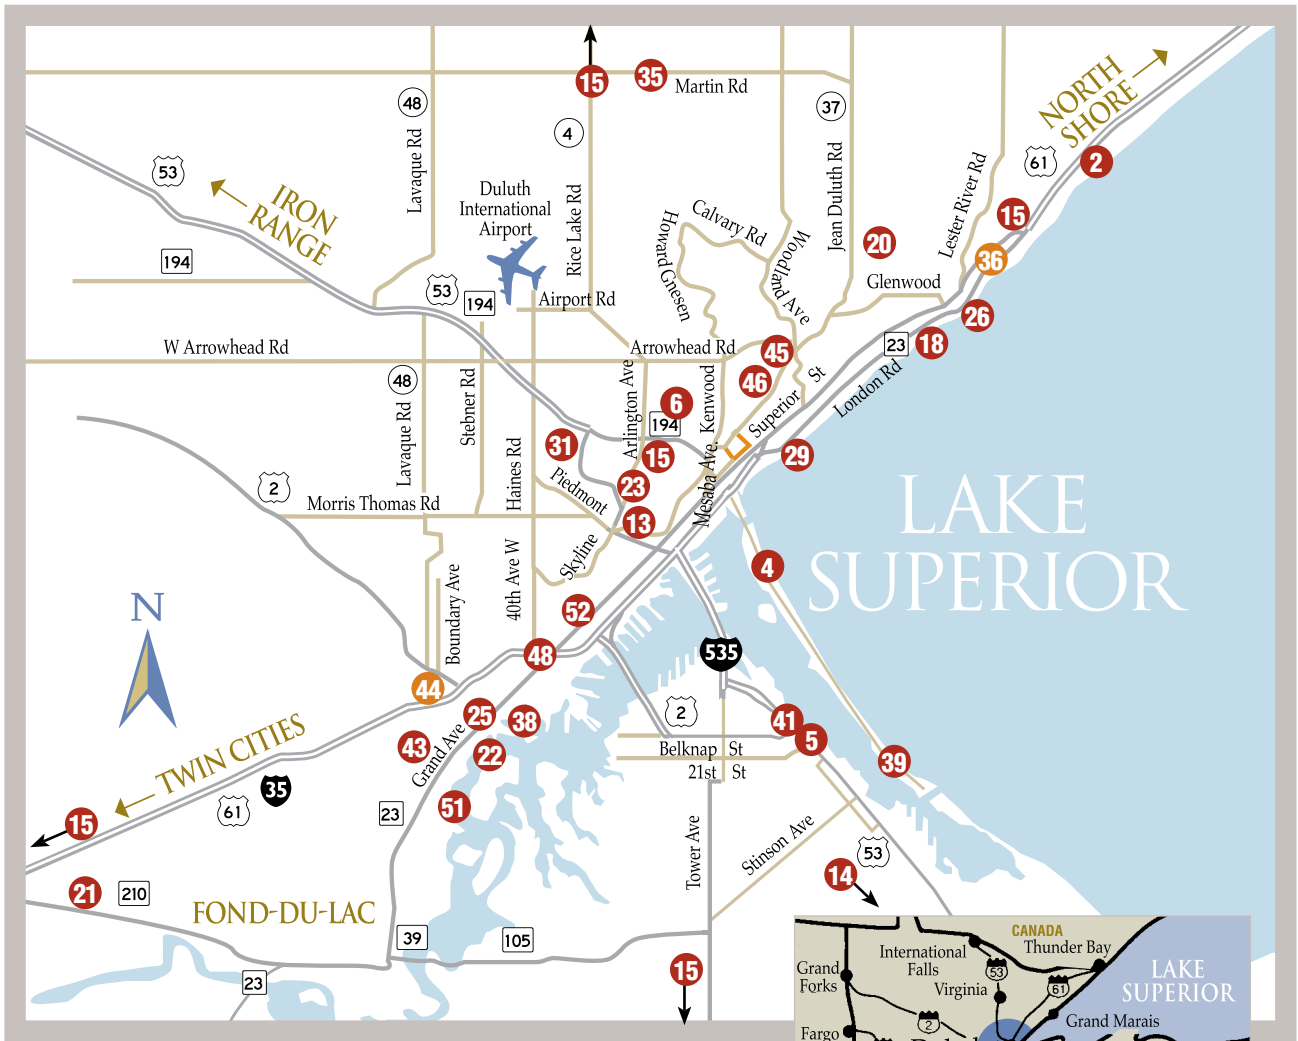 15
35
Martin Rd
48
37
4
NORTH
SHORE
61
2
53
Lavaque Rd
Duluth
International
Airport
Rice Lake Rd
Jean Duluth Rd
Lester River Rd
IRON
RANGE
Calvary Rd
Howard Gnesen
Woodland Ave
20
15
36
194
53
194
Airport Rd
Glenwood
26
23
18
W Arrowhead Rd
Arrowhead Rd
45
46
48
Lavaque Rd
Stebner Rd
Arlington Ave
Kenwood
6
194
Superior St
London Rd
31
15
29
Haines Rd
Piedmont
23
Mesaba Ave.
2
Morris Thomas Rd
13
LAKE
SUPERIOR
Skyline
4
40th Ave W
Boundary Ave
N
52
48
535
44
25
38
2
41
5
43
Grand Ave
22
Belknap St
21st St
39
TWIN CITIES
35
61
51
23
15
Tower Ave
Stinson Ave
53
14
21
210
FOND-DU-LAC
39
105
23
15
CANADA
International
Falls
Thunder Bay
Grand
Forks
53
Virginia
61
LAKE
SUPERIOR
2
Grand Marais
Fargo